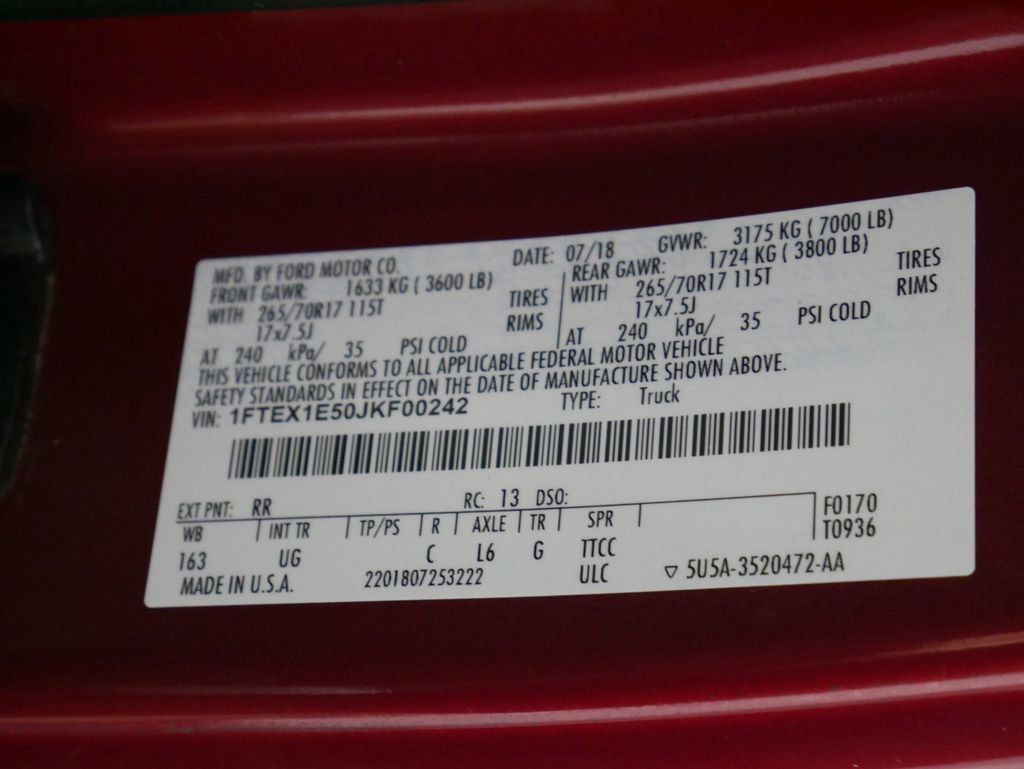 MFD. BY FORD MOTOR CO. DATE: 07/18 GVWR: 3175 KG ( 7000 LB)
FRONT GAWR: 1633 KG ( 3600 LB) REAR GAWR: 1724 KG ( 3800 LB)
WITH 265/70R17 115T TIRES WITH 265/70R17 115T TIRES
17x7.5J RIMS 17x7.5J RIMS
AT 240 kPa/ 35 PSI COLD AT 240 kPa/ 35 PSI COLD
THIS VEHICLE CONFORMS TO ALL APPLICABLE FEDERAL MOTOR VEHICLE
SAFETY STANDARDS IN EFFECT ON THE DATE OF MANUFACTURE SHOWN ABOVE.
VIN: 1FTEX1E50JKF00242 TYPE: Truck
EXT PNT: RR RC: 13 DSO: F0170
WB INT TR TP/PS R AXLE TR SPR T0936
163 UG C L6 G TTCC
MADE IN U.S.A. 2201807253222 ULC ▽ 5U5A-3520472-AA